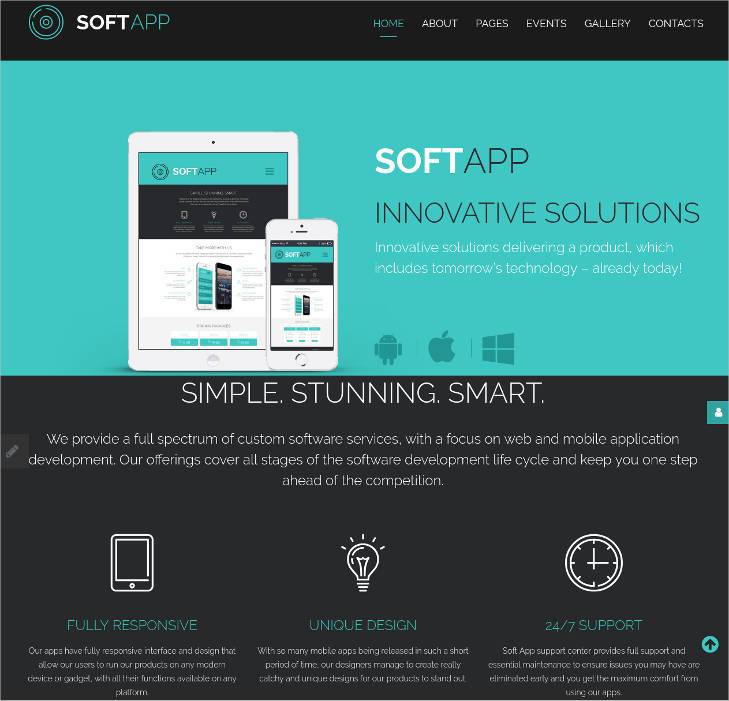 SOFTAPP
HOME ABOUT PAGES EVENTS GALLERY CONTACTS
SOFTAPP
SIMPLE. STUNNING. SMART.
SOFTAPP
SOFTAPP
INNOVATIVE SOLUTIONS
Innovative solutions delivering a product, which
includes tomorrow's technology – already today!
SIMPLE. STUNNING. SMART.
We provide a full spectrum of custom software services, with a focus on web and mobile application
development. Our offerings cover all stages of the software development life cycle and keep you one step
ahead of the competition.
FULLY RESPONSIVE
Our apps have fully responsive interface and design that
allow our users to run our products on any modern
device or gadget, with all their functions available on any
platform.
UNIQUE DESIGN
With so many mobile apps being released in such a short
period of time, our designers manage to create really
catchy and unique designs for our products to stand out.
24/7 SUPPORT
Soft App support center provides full support and
essential maintenance to ensure issues you may have are
eliminated early and you get the maximum comfort from
using our apps.